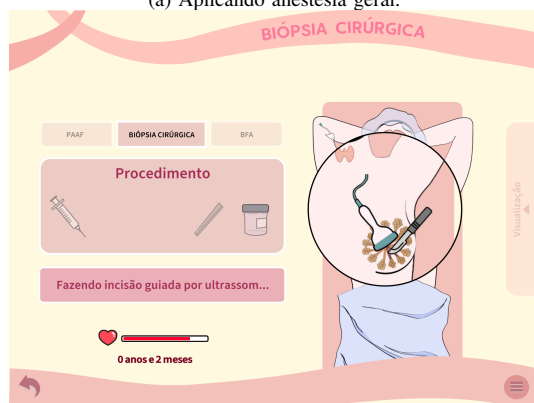 (a) Aplicando anestesia geral.
BIÓPSIA CIRÚRGICA
PAAF
BIÓPSIA CIRÚRGICA
BFA
Procedimento
Fazendo incisão guiada por ultrassom...
0 anos e 2 meses
Visualização